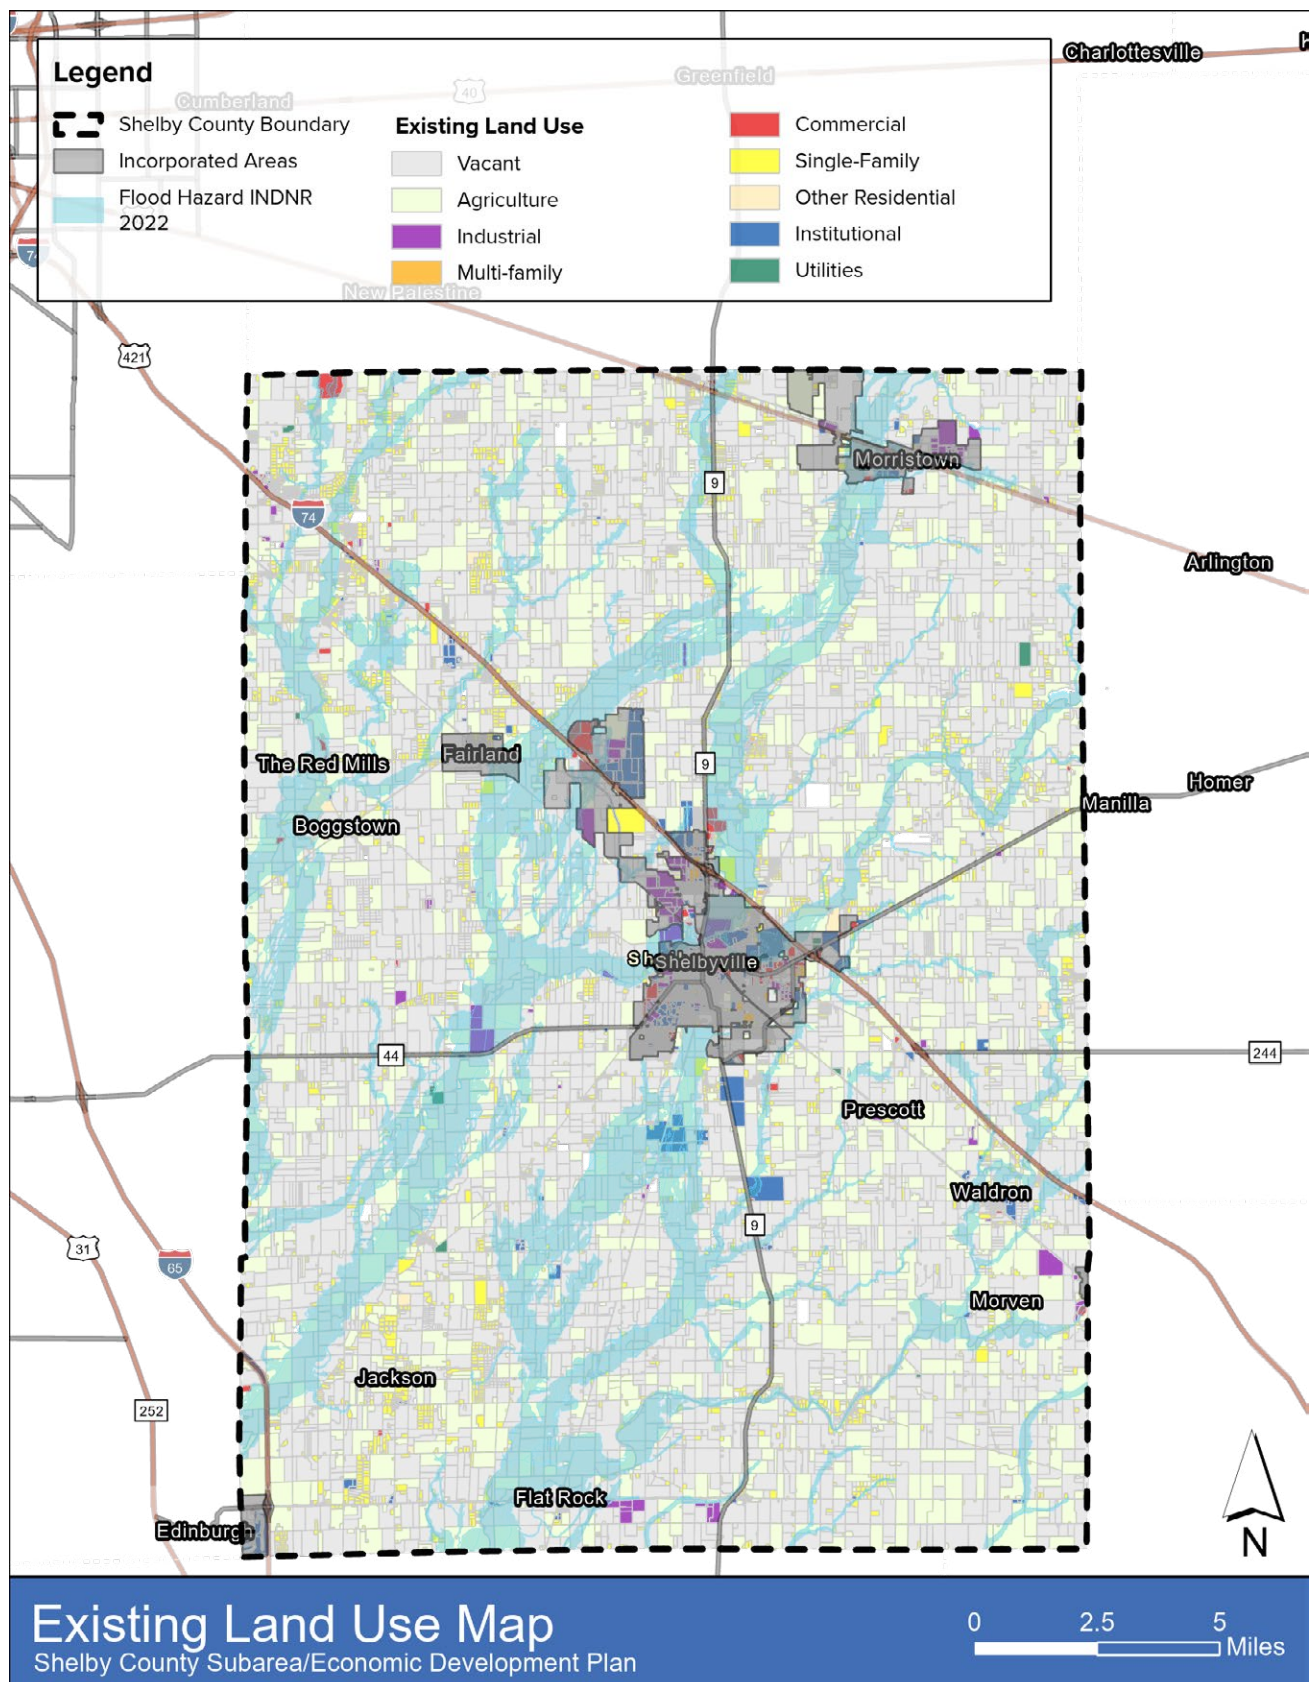 Charlottesville
Legend
Greenfield
40
Cumberland
Shelby County Boundary
Incorporated Areas
Flood Hazard INDNR
2022
Existing Land Use
Vacant
Agriculture
Industrial
Multi-family
Commercial
Single-Family
Other Residential
Institutional
Utilities
74
New Palestine
421
Morristown
9
74
Arlington
Fairland
The Red Mills
9
Homer
Manilla
Boggstown
Shelbyville
44
244
Prescott
Waldron
9
31
65
Morven
Jackson
252
Flat Rock
Edinburgh
N
Existing Land Use Map
Shelby County Subarea/Economic Development Plan
0 2.5 5
Miles